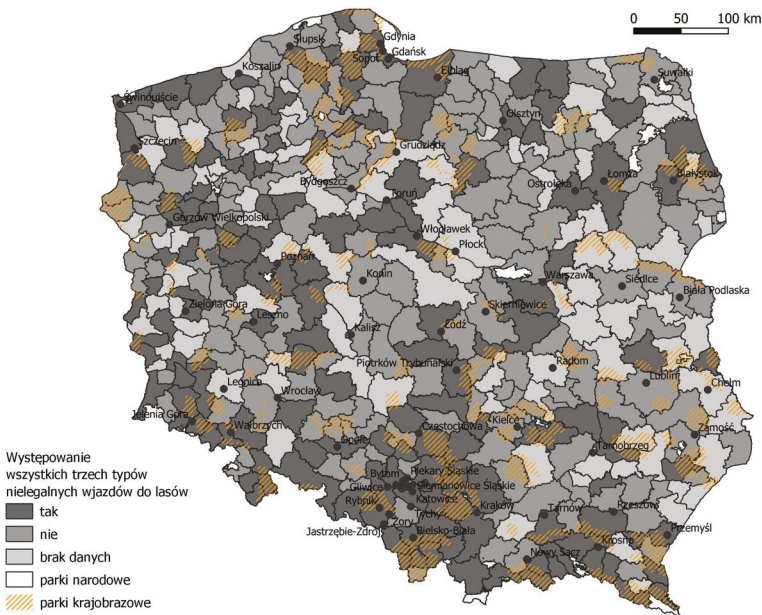 0 50 100 km
Gdynia
Słupsk
Gdańsk
Sopot
Koszalin
Elbląg
Suwałki
Świnoujście
Olsztyn
Szczecin
Grudziądz
Łomża
Białystok
Bydgoszcz
Ostrołęka
Toruń
Gorzów Wielkopolski
Włocławek
Płock
Poznań
Warszawa
Konin
Siedlce
Biała Podlaska
Zielona Góra
Skierniewice
Leszno
Kalisz
Łódź
Piotrków Trybunalski
Radom
Lublin
Legnica
Chełm
Wrocław
Jelenia Góra
Kielce
Wałbrzych
Częstochowa
Zamość
Opole
Tarnobrzeg
Występowanie
wszystkich trzech typów
nielegalnych wjazdów do lasów
tak
nie
brak danych
parki narodowe
parki krajobrazowe
Bytom
Piekary Śląskie
Gliwice
Siemianowice Śląskie
Rybnik
Katowice
Kraków
Tarnów
Rzeszów
Tychy
Żory
Jastrzębie-Zdrój
Bielsko-Biała
Przemyśl
Krosno
Nowy Sącz